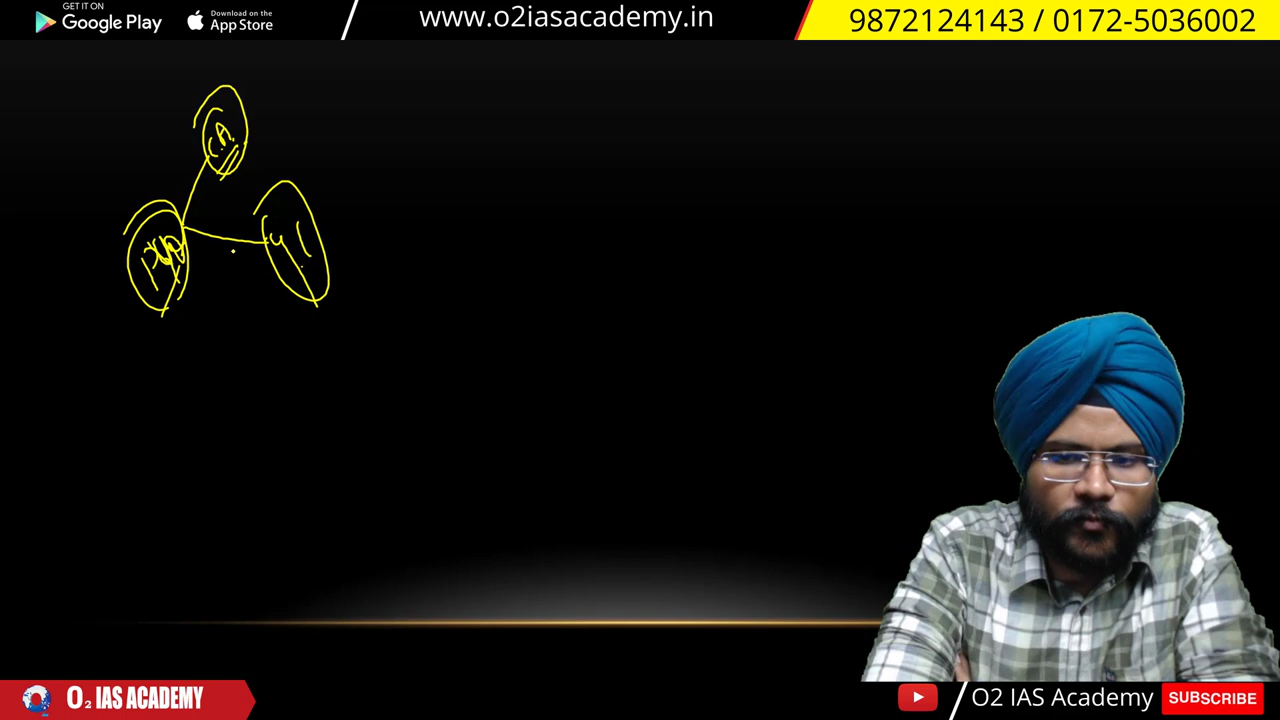 GET IT ON
Google Play
Download on the
App Store
www.o2iasacademy.in
9872124143 / 0172-5036002
O₂ IAS ACADEMY
O2 IAS Academy
SUBSCRIBE